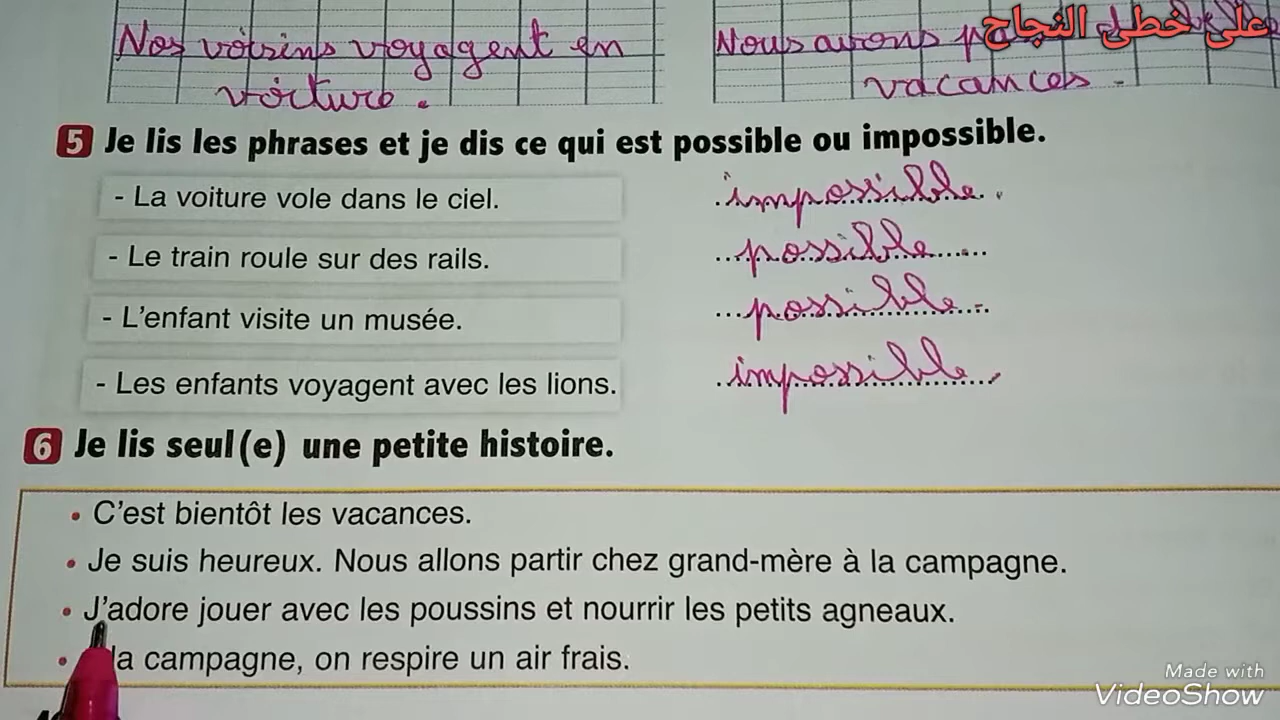 على خطى النجاح
Nos voisins voyagent en
voiture.
Nous avons
vacances.
5 Je lis les phrases et je dis ce qui est possible ou impossible.
- La voiture vole dans le ciel. impossible.
- Le train roule sur des rails. possible
- L'enfant visite un musée. possible
- Les enfants voyagent avec les lions. impossible
6 Je lis seul(e) une petite histoire.
• C'est bientôt les vacances.
• Je suis heureux. Nous allons partir chez grand-mère à la campagne.
• J'adore jouer avec les poussins et nourrir les petits agneaux.
• la campagne, on respire un air frais.
Made with
VideoShow